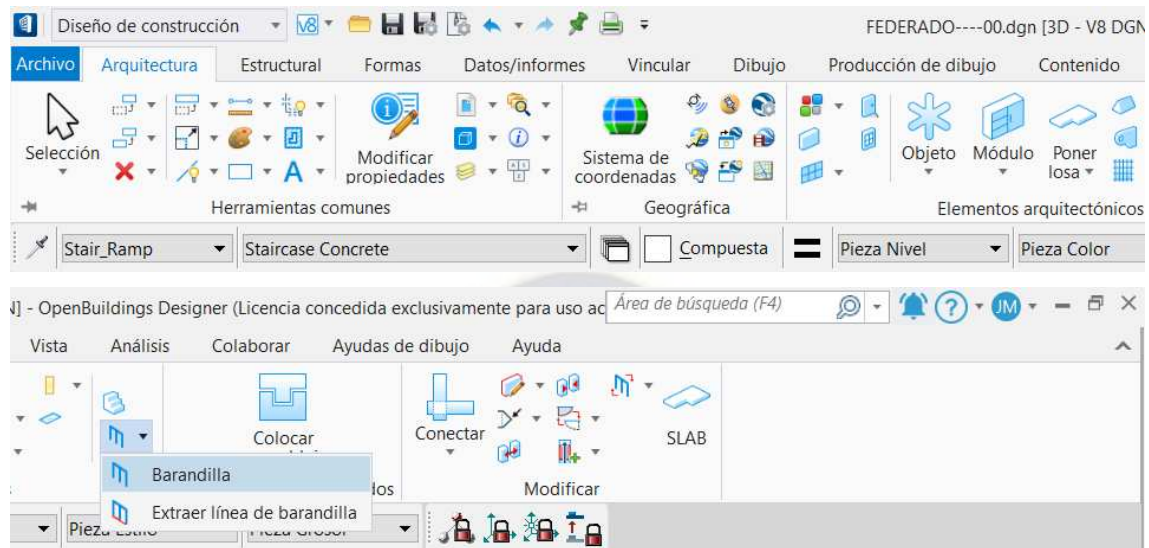 Diseño de construcción FEDERADO----00.dgn [3D - V8 DGN
Archivo Arquitectura Estructural Formas Datos/informes Vincular Dibujo Producción de dibujo Contenido
Selección
Modificar
propiedades
Sistema de
coordenadas
Objeto Módulo Poner
losa
Herramientas comunes Geográfica Elementos arquitectónicos
Stair_Ramp Staircase Concrete Compuesta Pieza Nivel Pieza Color
N] - OpenBuildings Designer (Licencia concedida exclusivamente para uso ac Área de búsqueda (F4) JM
Vista Análisis Colaborar Ayudas de dibujo Ayuda
Colocar
Conectar
SLAB
Barandilla
Modificar
Extraer línea de barandilla